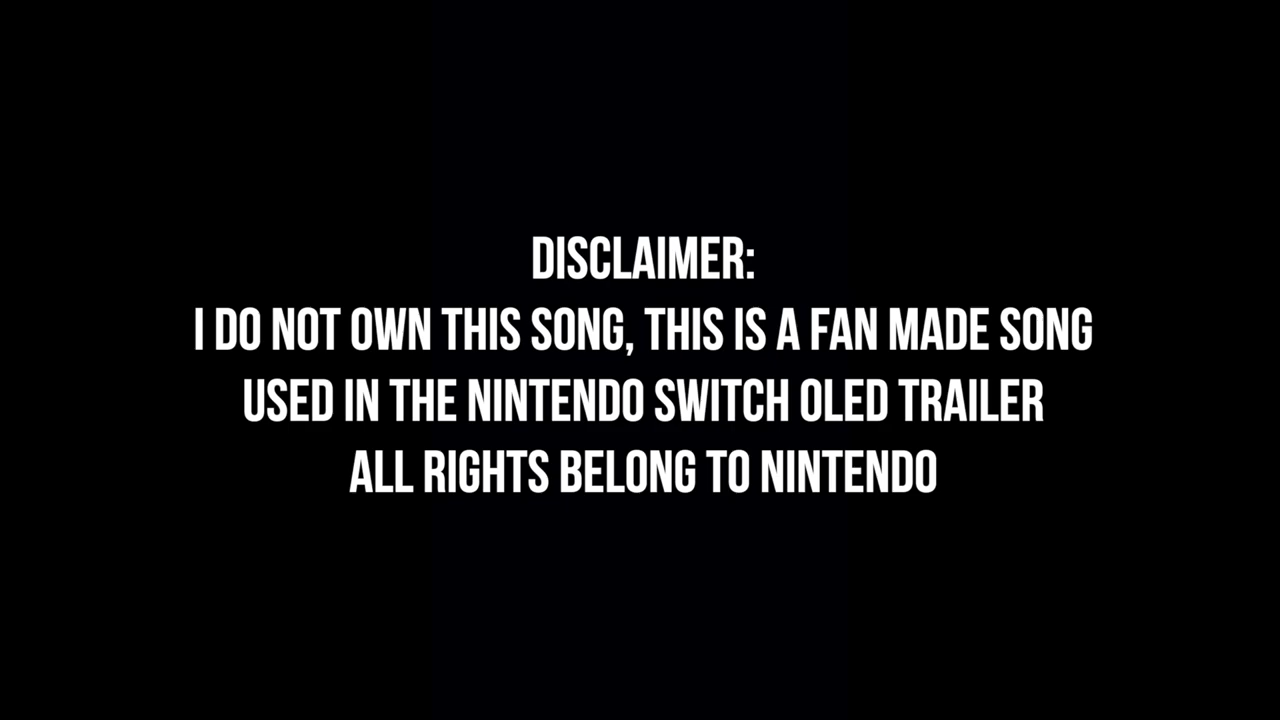 DISCLAIMER:
I DO NOT OWN THIS SONG, THIS IS A FAN MADE SONG
USED IN THE NINTENDO SWITCH OLED TRAILER
ALL RIGHTS BELONG TO NINTENDO